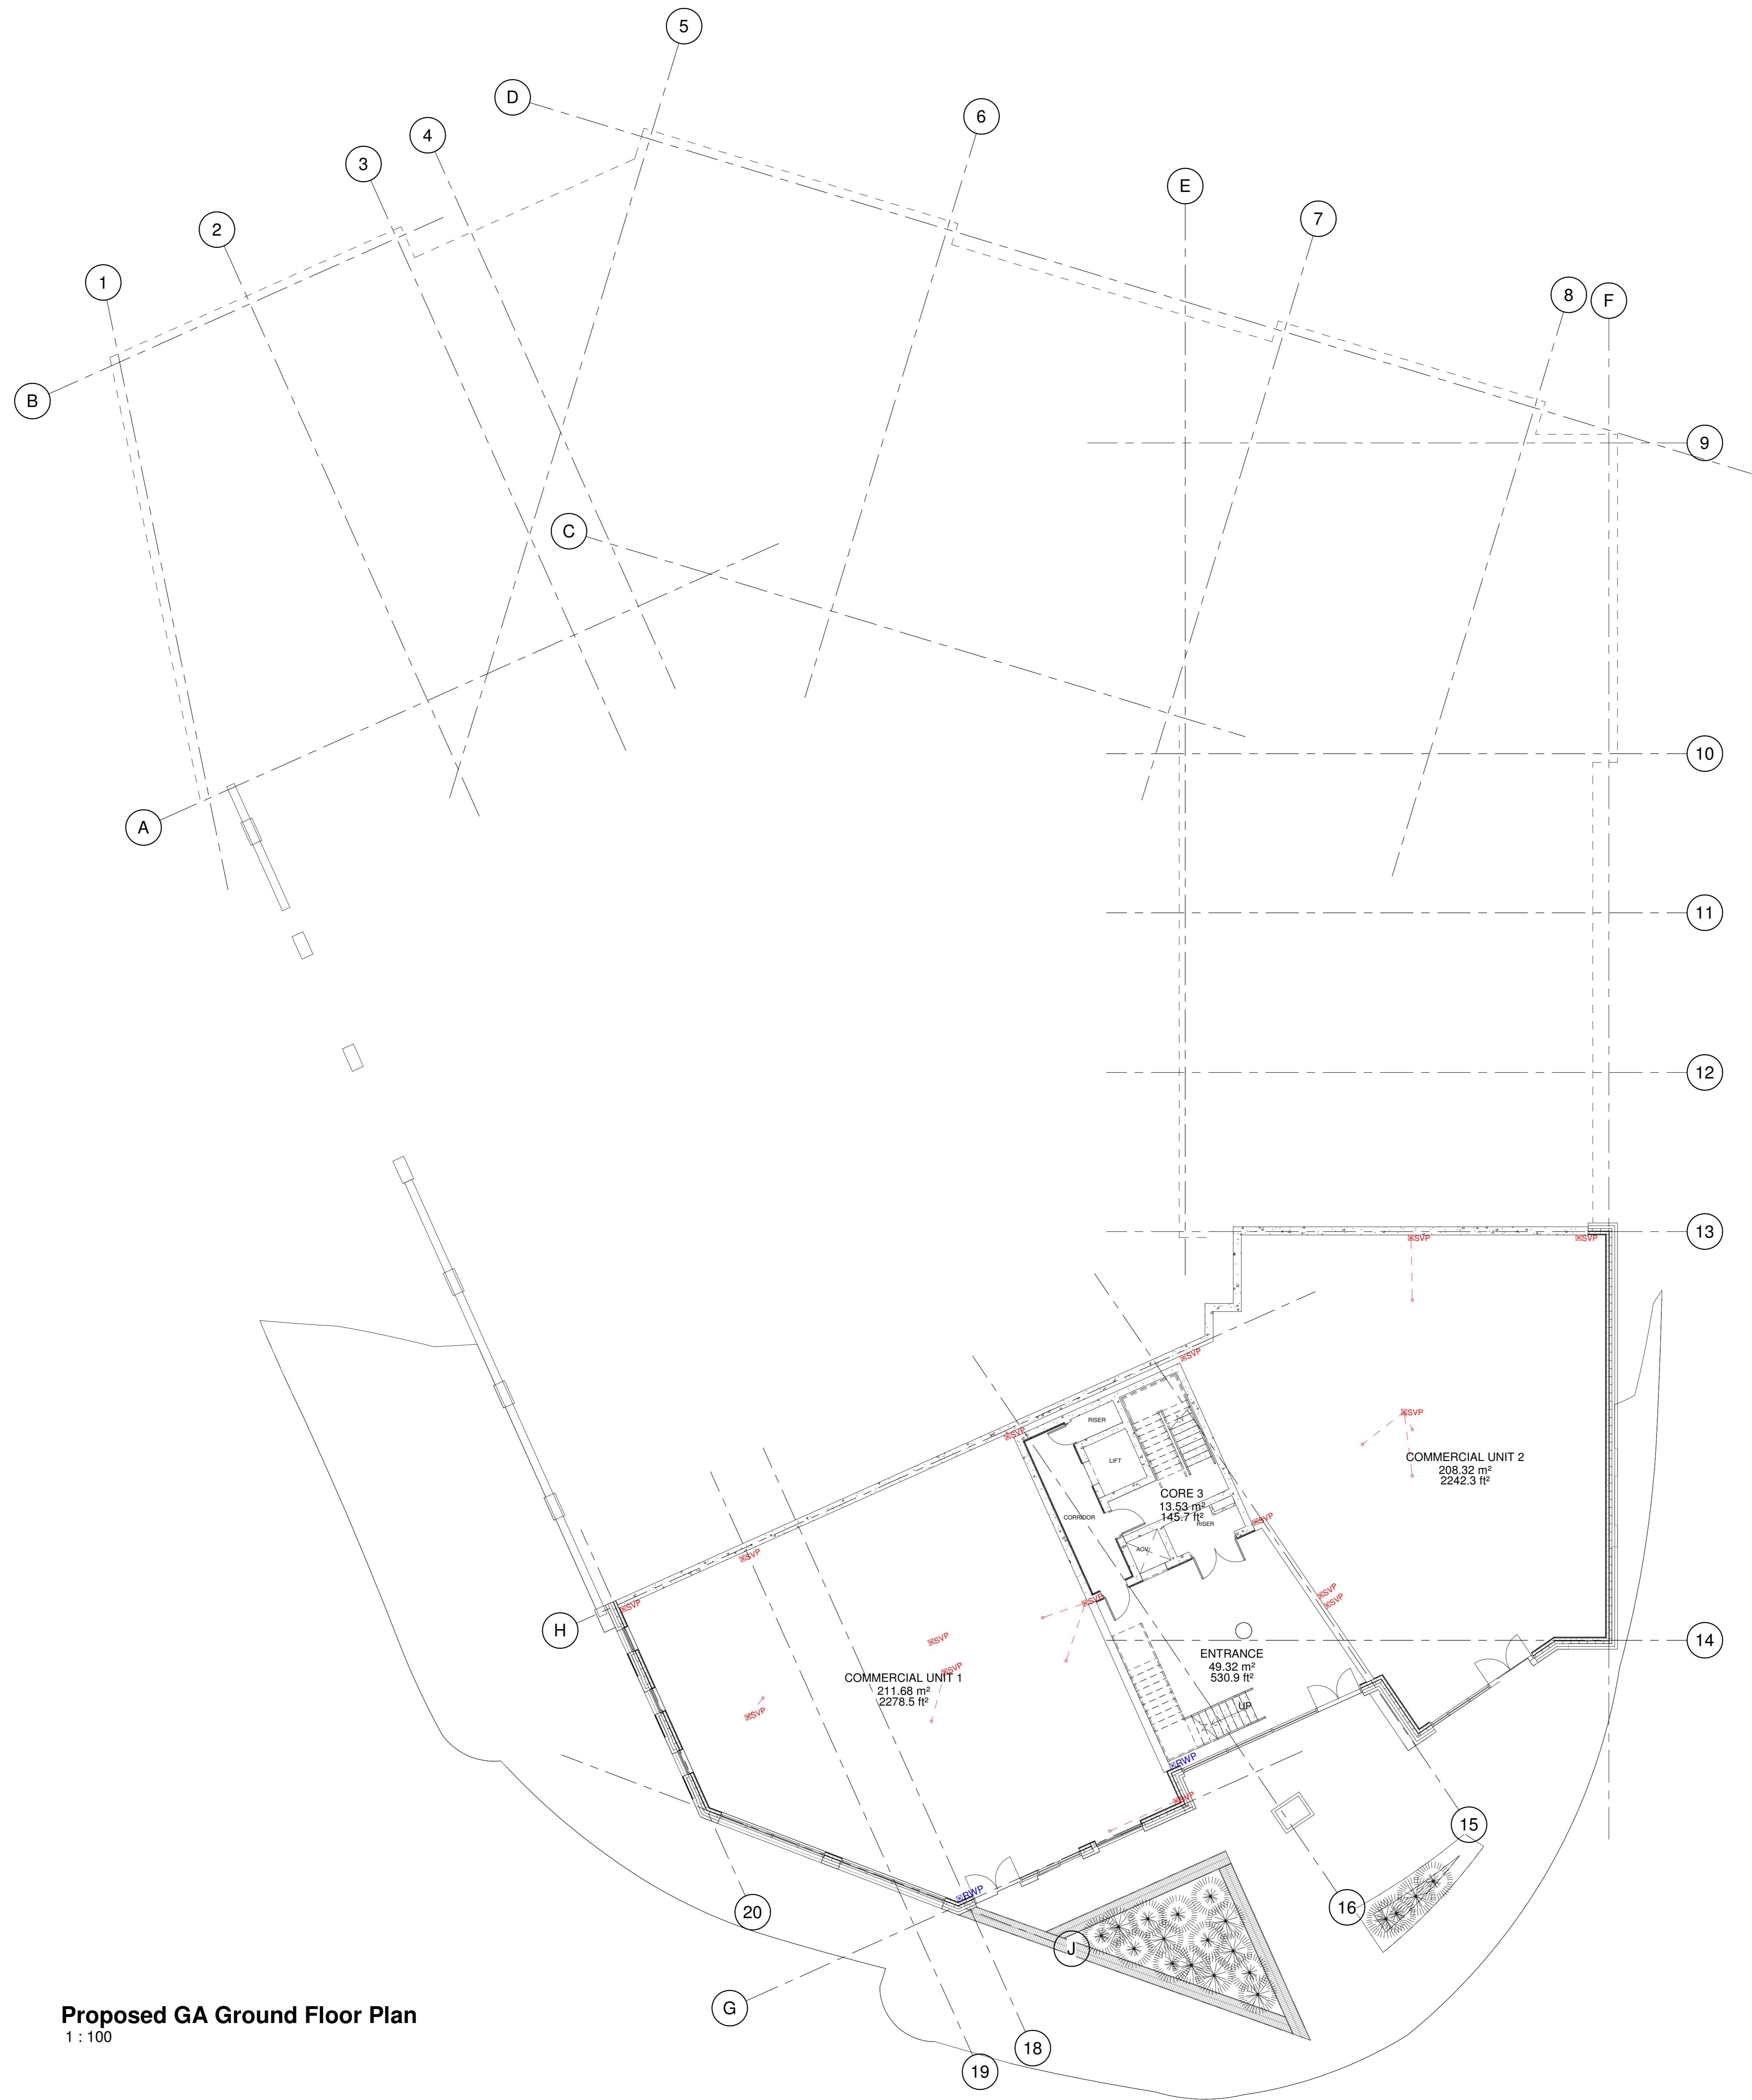 5
D
6
4
3
E
7
2
1
8
F
B
9
C
10
A
11
12
13
SVP
SVP
SVP
SVP
RISER
SVP
COMMERCIAL UNIT 2
208.32 m²
2242.3 ft²
LIFT
CORE 3
13.53 m²
145.7 ft²
CORRIDOR
RISER
SVP
AOV
SVP
SVP
SVP
SVP
SVP
H
SVP
14
ENTRANCE
49.32 m²
530.9 ft²
SVP
COMMERCIAL UNIT 1
211.68 m²
2278.5 ft²
UP
SVP
RWP
SVP
15
RWP
16
20
J
G
Proposed GA Ground Floor Plan
1 : 100
18
19